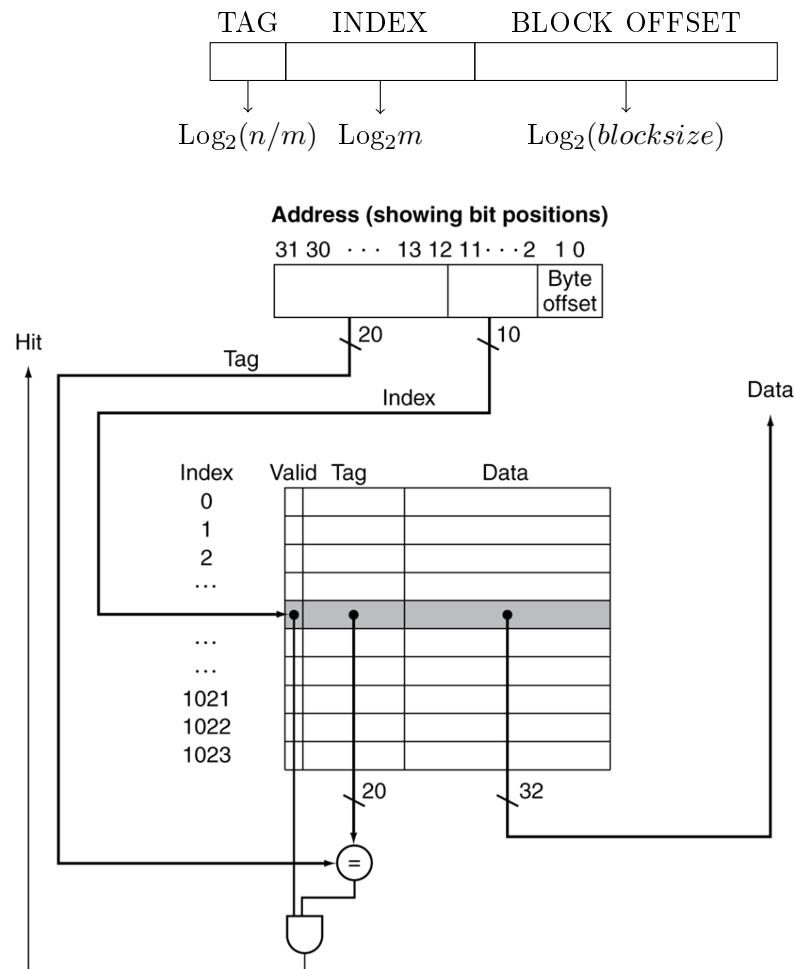 TAG INDEX BLOCK OFFSET
Log2(n/m) Log2m Log2(blocksize)
Address (showing bit positions)
31 30 ··· 13 12 11···2 1 0
Byte
offset
20 10
Hit
Tag
Index
Data
Index Valid Tag Data
0
1
2
...
...
...
1021
1022
1023
20 32
=